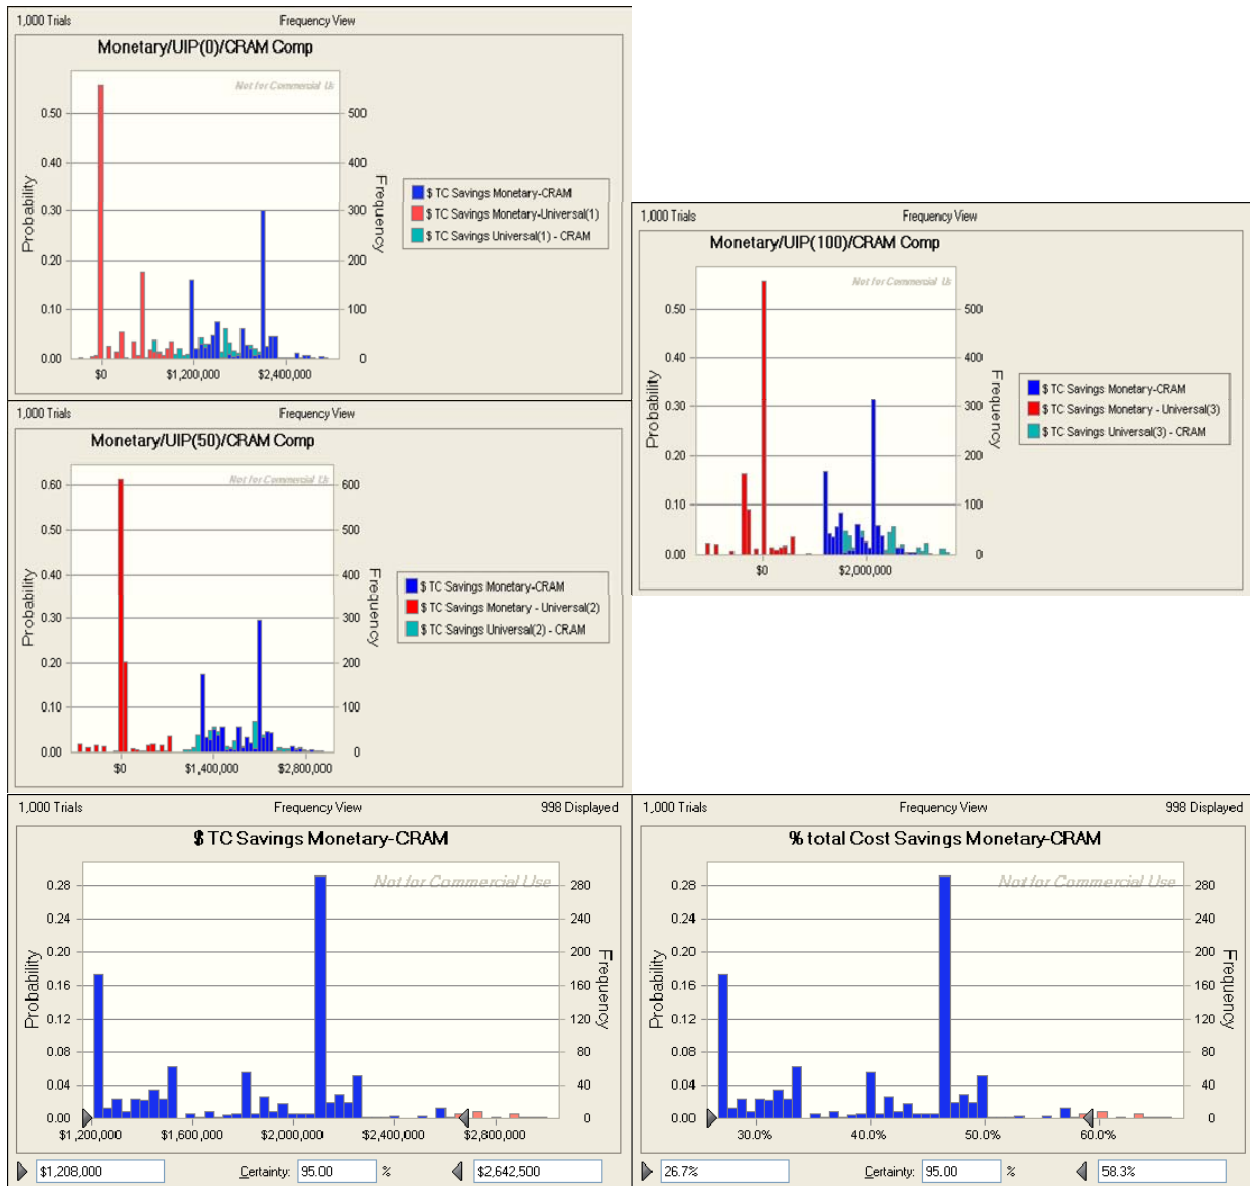 1,000 Trials Frequency View
Monetary/UIP(0)/CRAM Comp
Not for Commercial Us
0.50 500
0.40 400
0.30 300
0.20 200
0.10 100
0.00 0
Probability
Frequency
$0 $1,200,000 $2,400,000
$ TC Savings Monetary-CRAM
$ TC Savings Monetary-Universal(1)
$ TC Savings Universal(1) - CRAM
1,000 Trials Frequency View
Monetary/UIP(100)/CRAM Comp
Not for Commercial Us
0.50 500
0.40 400
0.30 300
0.20 200
0.10 100
0.00 0
Probability
Frequency
$0 $2,000,000
$ TC Savings Monetary-CRAM
$ TC Savings Monetary - Universal(3)
$ TC Savings Universal(3) - CRAM
1,000 Trials Frequency View
Monetary/UIP(50)/CRAM Comp
Not for Commercial Us
0.60 600
0.50 500
0.40 400
0.30 300
0.20 200
0.10 100
0.00 0
Probability
Frequency
$0 $1,400,000 $2,800,000
$ TC Savings Monetary-CRAM
$ TC Savings Monetary - Universal(2)
$ TC Savings Universal(2) - CRAM
1,000 Trials Frequency View 998 Displayed
$ TC Savings Monetary-CRAM
Not for Commercial Use
0.28 280
0.24 240
0.20 200
0.16 160
0.12 120
0.08 80
0.04 40
0.00 0
Probability
Frequency
$1,200,000 $1,600,000 $2,000,000 $2,400,000 $2,800,000
$1,208,000 Certainty: 95.00 % $2,642,500
1,000 Trials Frequency View 998 Displayed
% total Cost Savings Monetary-CRAM
Not for Commercial Use
0.28 280
0.24 240
0.20 200
0.16 160
0.12 120
0.08 80
0.04 40
0.00 0
Probability
Frequency
30.0% 40.0% 50.0% 60.0%
26.7% Certainty: 95.00 % 58.3%